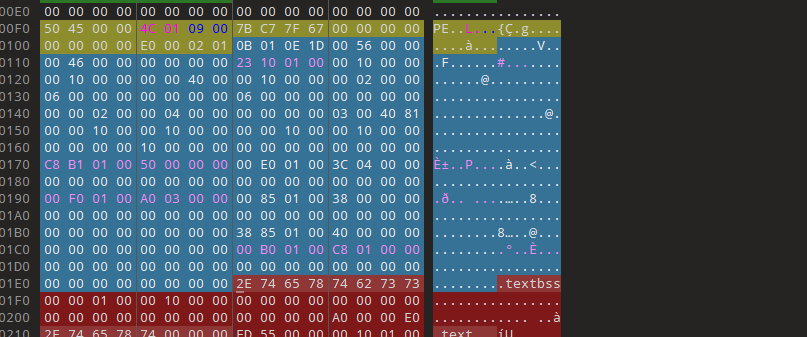 00E0 00 00 00 00 00 00 00 00 00 00 00 00 00 00 00 00 ................
00F0 50 45 00 00 4C 01 09 00 7B C7 7F 67 00 00 00 00 PE..L...{Ç.g....
0100 00 00 00 00 E0 00 02 01 0B 01 0E 1D 00 56 00 00 ....à........V..
0110 00 46 00 00 00 00 00 00 23 10 01 00 00 10 00 00 .F......#.......
0120 00 10 00 00 00 00 40 00 00 10 00 00 00 02 00 00 ......@.........
0130 06 00 00 00 00 00 00 00 06 00 00 00 00 00 00 00 ................
0140 00 00 02 00 00 04 00 00 00 00 00 00 03 00 40 81 ..............@.
0150 00 00 10 00 00 10 00 00 00 00 10 00 00 10 00 00 ................
0160 00 00 00 00 10 00 00 00 00 00 00 00 00 00 00 00 ................
0170 C8 B1 01 00 50 00 00 00 00 E0 01 00 3C 04 00 00 È±..P....à..<...
0180 00 00 00 00 00 00 00 00 00 00 00 00 00 00 00 00 ................
0190 00 F0 01 00 A0 03 00 00 00 85 01 00 38 00 00 00 .ð.. ....…..8...
01A0 00 00 00 00 00 00 00 00 00 00 00 00 00 00 00 00 ................
01B0 38 85 01 00 40 00 00 00 00 00 00 00 00 00 00 00 8…..@...........
01C0 00 00 00 00 00 00 00 00 00 B0 01 00 C8 01 00 00 .........°..È...
01D0 00 00 00 00 00 00 00 00 00 00 00 00 00 00 00 00 ................
01E0 00 00 00 00 00 00 00 00 2E 74 65 78 74 62 73 73 ........textbss
01F0 00 00 01 00 00 10 00 00 00 00 00 00 00 00 00 00 ................
0200 00 00 00 00 00 00 00 00 00 00 00 00 A0 00 00 E0 ............ ..à
0210 2E 74 65 78 74 00 00 00 ED 55 00 00 00 10 01 00 .text...íU......